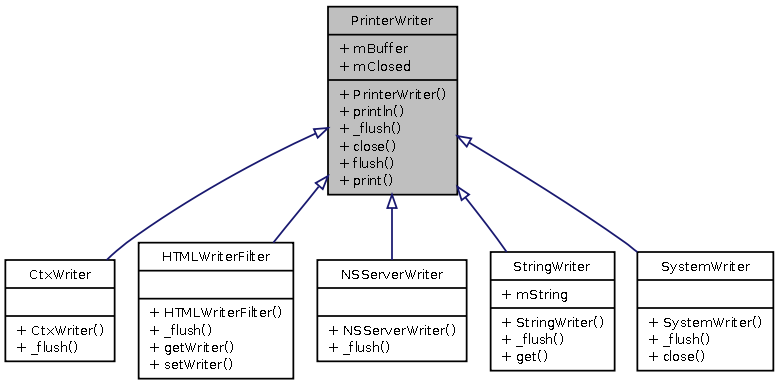 PrinterWriter
+ mBuffer
+ mClosed
+ PrinterWriter()
+ println()
+ _flush()
+ close()
+ flush()
+ print()
CtxWriter
+ CtxWriter()
+ _flush()
HTMLWriterFilter
+ HTMLWriterFilter()
+ _flush()
+ getWriter()
+ setWriter()
NSServerWriter
+ NSServerWriter()
+ _flush()
StringWriter
+ mString
+ StringWriter()
+ _flush()
+ get()
SystemWriter
+ SystemWriter()
+ _flush()
+ close()